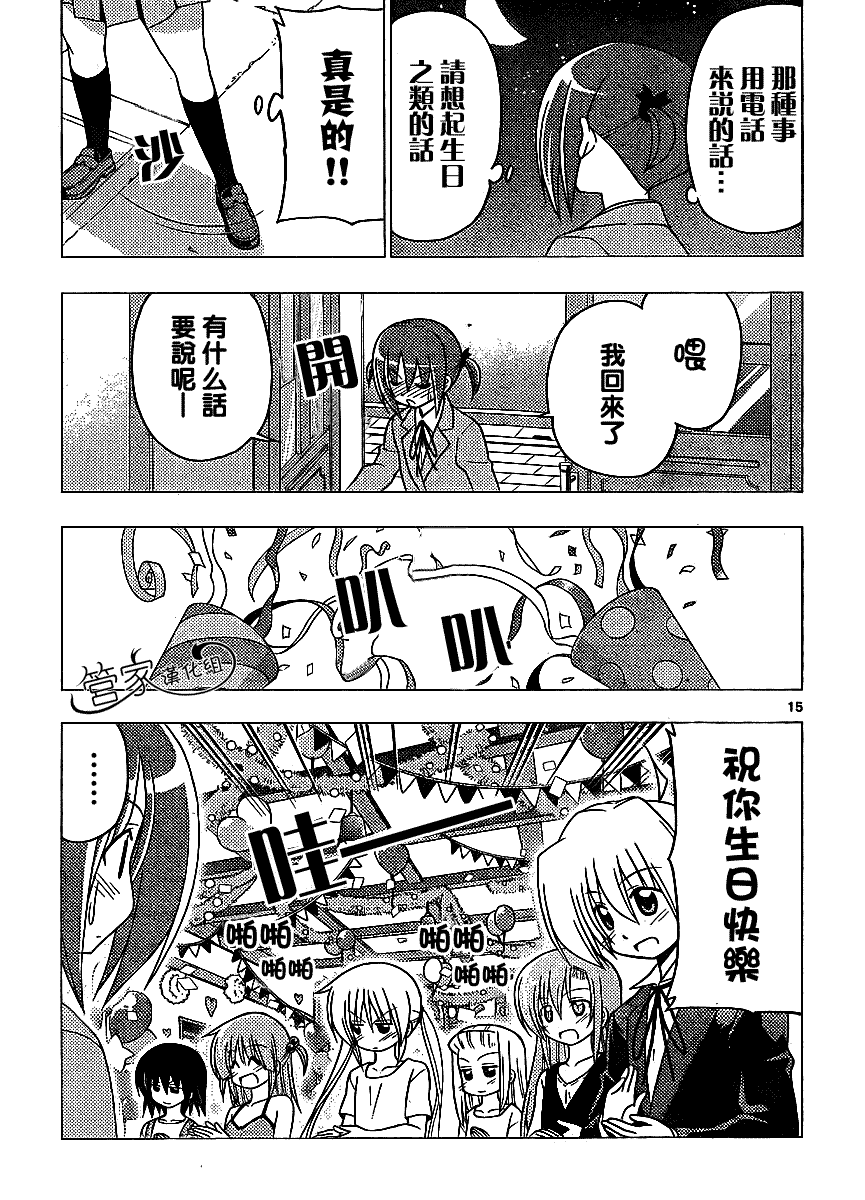 那種事
用電話
來說的話…
請想起生日
之類的話
真是的!!
沙
喂
我回來了
開
有什么話
要說呢ー
叭
叭
管家漢化組
15
祝你生日快樂
哇——
啪啪
啪啪
啪啪
啪啪
……